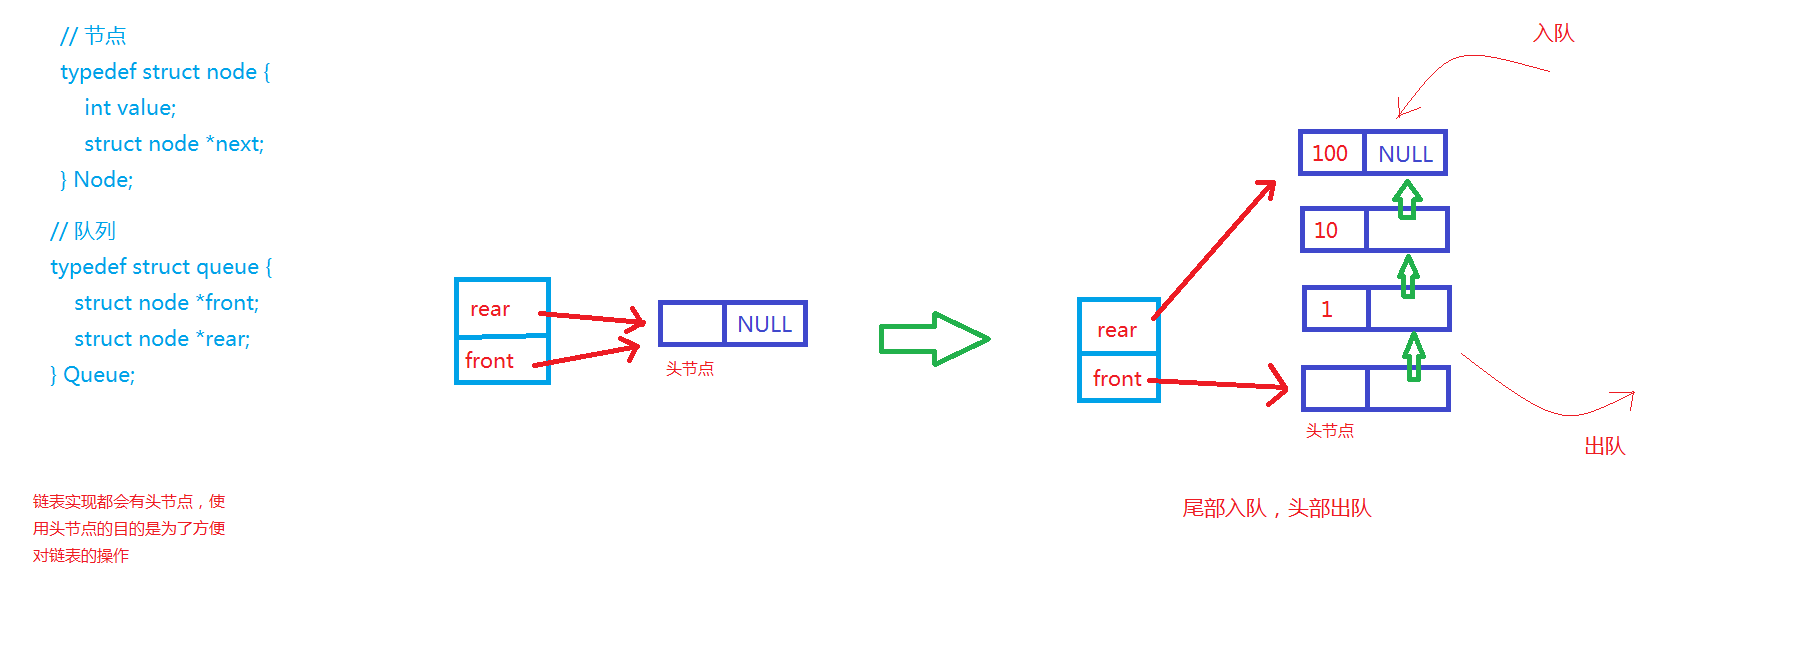 // 节点
typedef struct node {
int value;
struct node *next;
} Node;
// 队列
typedef struct queue {
struct node *front;
struct node *rear;
} Queue;
链表实现都会有头节点，使
用头节点的目的是为了方便
对链表的操作
rear
front
NULL
头节点
rear
front
入队
100 NULL
10
1
头节点
出队
尾部入队，头部出队